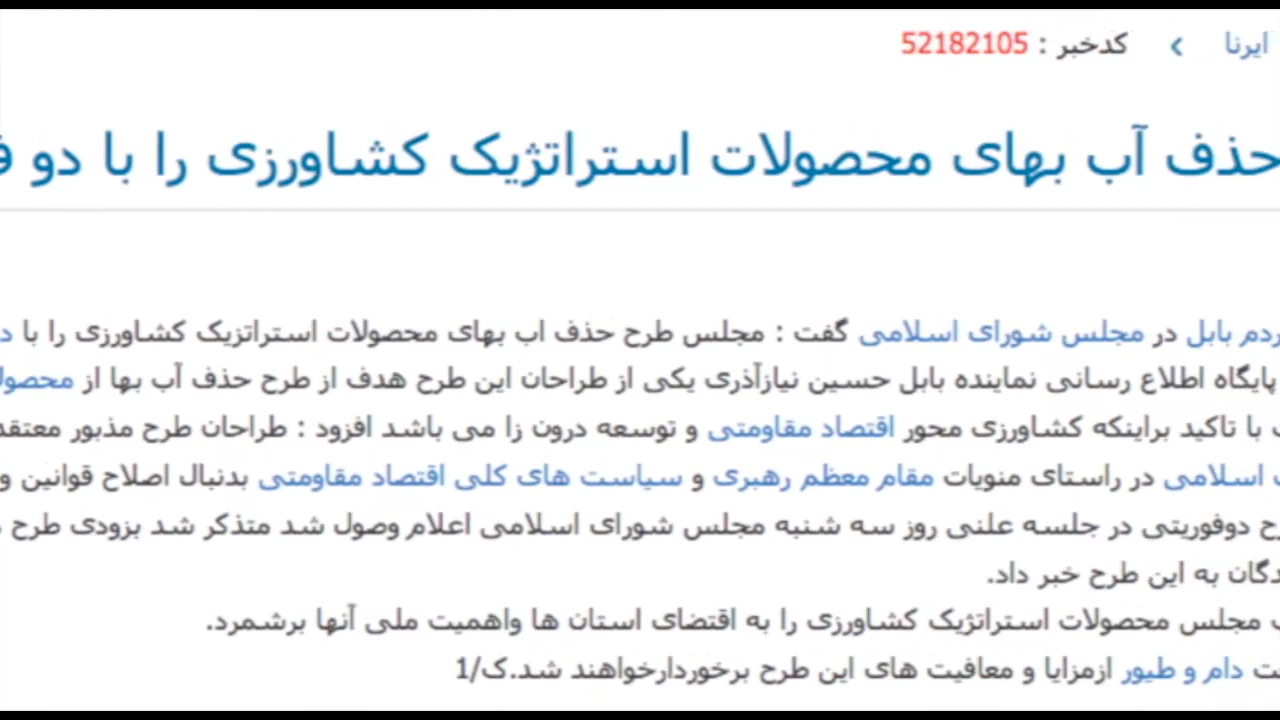 ایرنا › کدخبر : 52182105
حذف آب بهای محصولات استراتژیک کشاورزی را با دو
بابل در مجلس شورای اسلامی گفت : مجلس طرح حذف اب بهای محصولات استراتژیک کشاورزی را با
پایگاه اطلاع رسانی نماینده بابل حسین نیازآذری یکی از طراحان این طرح هدف از طرح حذف آب بها از
با تاکید براینکه کشاورزی محور اقتصاد مقاومتی و توسعه درون زا می باشد افزود : طراحان طرح مذبور
اسلامی در راستای منویات مقام معظم رهبری و سیاست های کلی اقتصاد مقاومتی بدنبال اصلاح قوانین و
دوفوریتی در جلسه علنی روز سه شنبه مجلس شورای اسلامی اعلام وصول شد متذکر شد بزودی طرح
به این طرح خبر داد.
مجلس محصولات استراتژیک کشاورزی را به اقتضای استان ها واهمیت ملی آنها برشمرد.
دام و طیور ازمزایا و معافیت های این طرح برخوردارخواهند شد.ک/1